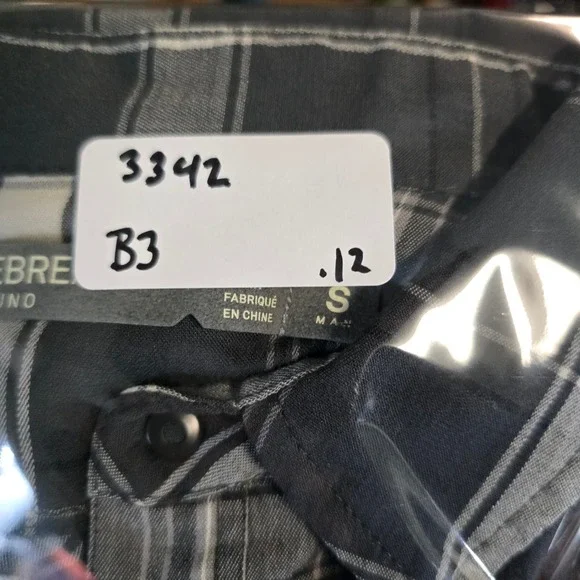 3342
B3
.12
EBRE
UNO
FABRIQUÉ
EN CHINE
S